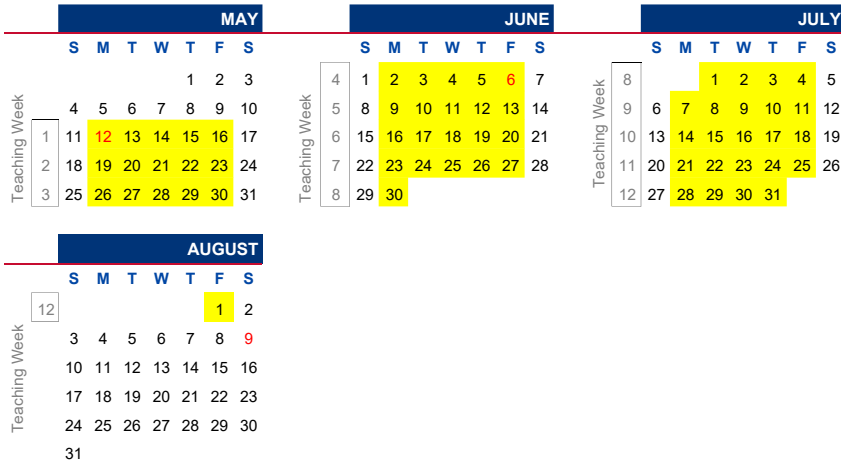 MAY
S M T W T F S
1 2 3
4 5 6 7 8 9 10
1 11 12 13 14 15 16 17
2 18 19 20 21 22 23 24
3 25 26 27 28 29 30 31
Teaching Week
JUNE
S M T W T F S
4 1 2 3 4 5 6 7
5 8 9 10 11 12 13 14
6 15 16 17 18 19 20 21
7 22 23 24 25 26 27 28
8 29 30
Teaching Week
JULY
S M T W T F S
8 1 2 3 4 5
9 6 7 8 9 10 11 12
10 13 14 15 16 17 18 19
11 20 21 22 23 24 25 26
12 27 28 29 30 31
Teaching Week
AUGUST
S M T W T F S
12 1 2
3 4 5 6 7 8 9
10 11 12 13 14 15 16
17 18 19 20 21 22 23
24 25 26 27 28 29 30
31
Teaching Week